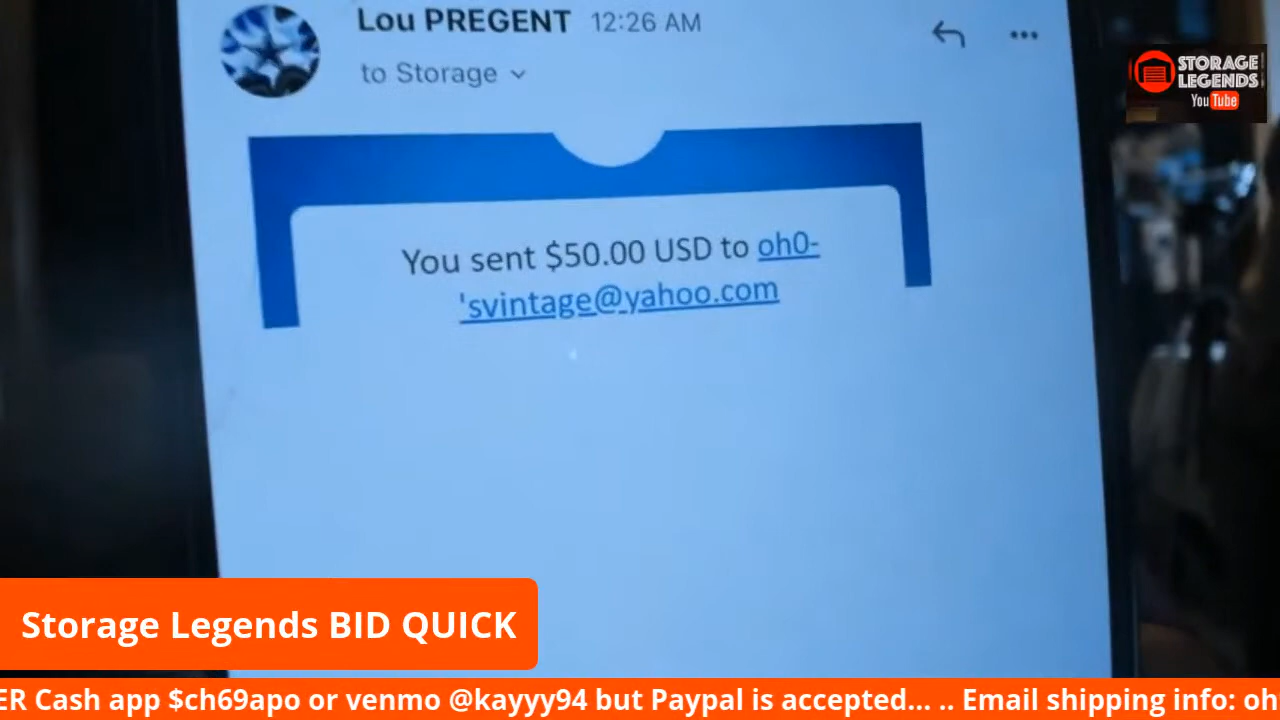 Lou PREGENT 12:26 AM
to Storage
STORAGE
LEGENDS
YouTube
You sent $50.00 USD to oh0-
'svintage@yahoo.com
Storage Legends BID QUICK
ER Cash app $ch69apo or venmo @kayyy94 but Paypal is accepted... .. Email shipping info: oh